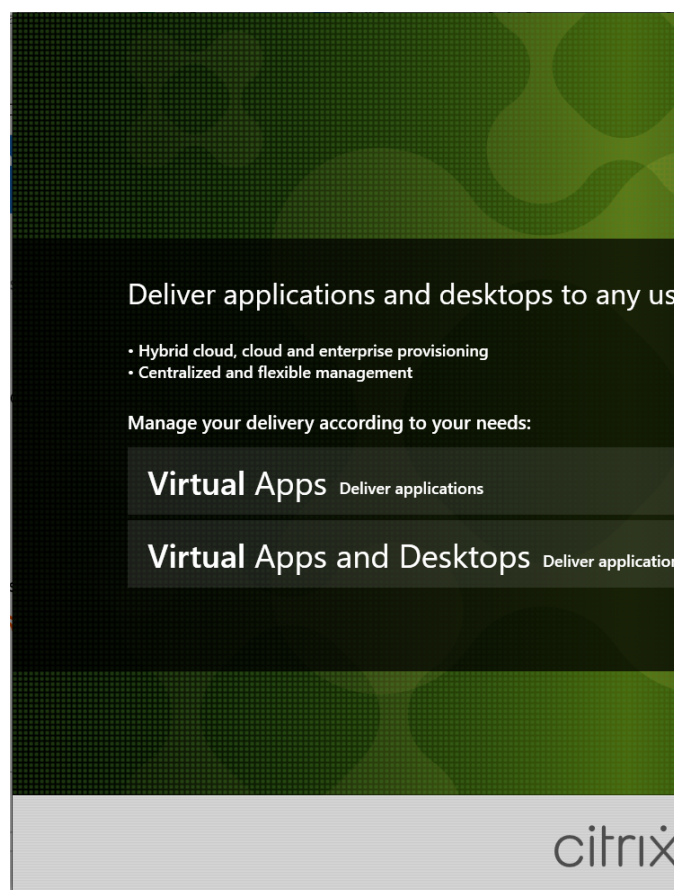 Deliver applications and desktops to any us
• Hybrid cloud, cloud and enterprise provisioning
• Centralized and flexible management
Manage your delivery according to your needs:
Virtual Apps Deliver applications
Virtual Apps and Desktops Deliver application
citrix